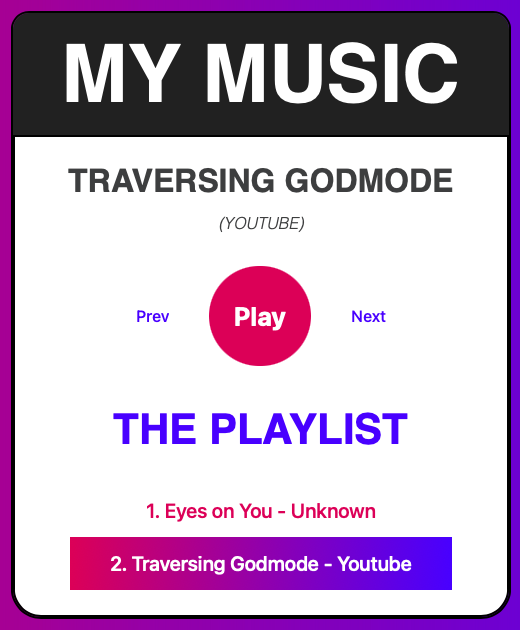 MY MUSIC
TRAVERSING GODMODE
(YOUTUBE)
Prev Play Next
THE PLAYLIST
1. Eyes on You - Unknown
2. Traversing Godmode - Youtube